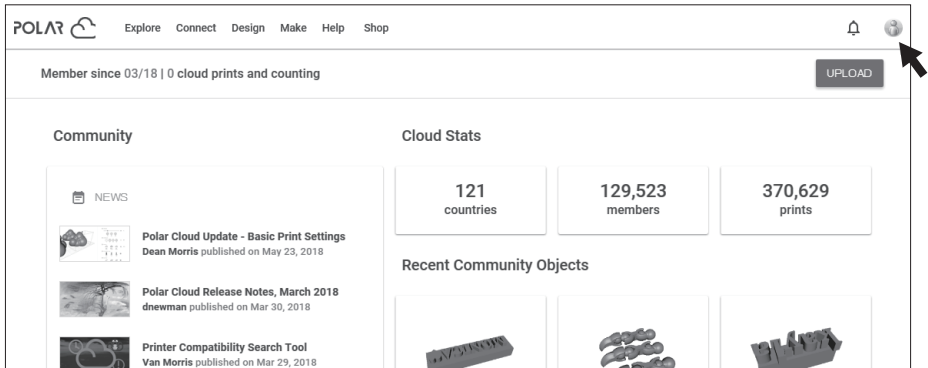 POLAR
Explore Connect Design Make Help Shop
Member since 03/18 | 0 cloud prints and counting
UPLOAD
Community
NEWS
Polar Cloud Update - Basic Print Settings
Dean Morris published on May 23, 2018
Polar Cloud Release Notes, March 2018
dnewman published on Mar 30, 2018
Printer Compatibility Search Tool
Van Morris published on Mar 29, 2018
Cloud Stats
121
countries
129,523
members
370,629
prints
Recent Community Objects